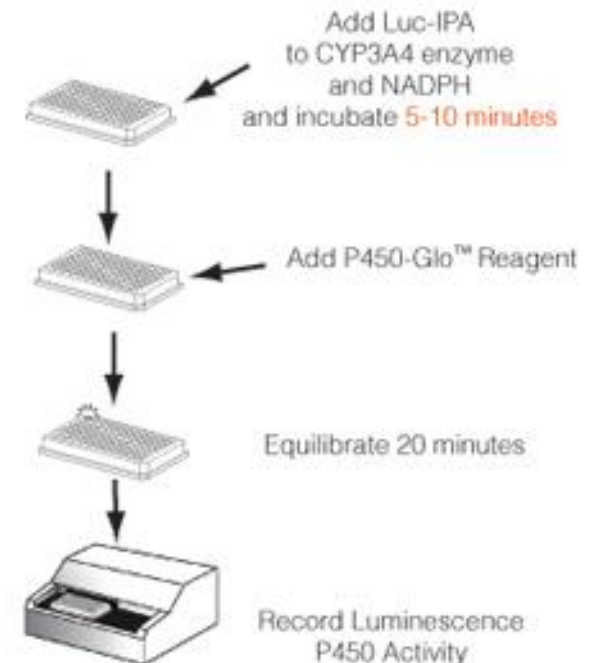 Add Luc-IPA
to CYP3A4 enzyme
and NADPH
and incubate 5-10 minutes
Add P450-Glo™ Reagent
Equilibrate 20 minutes
Record Luminescence
P450 Activity